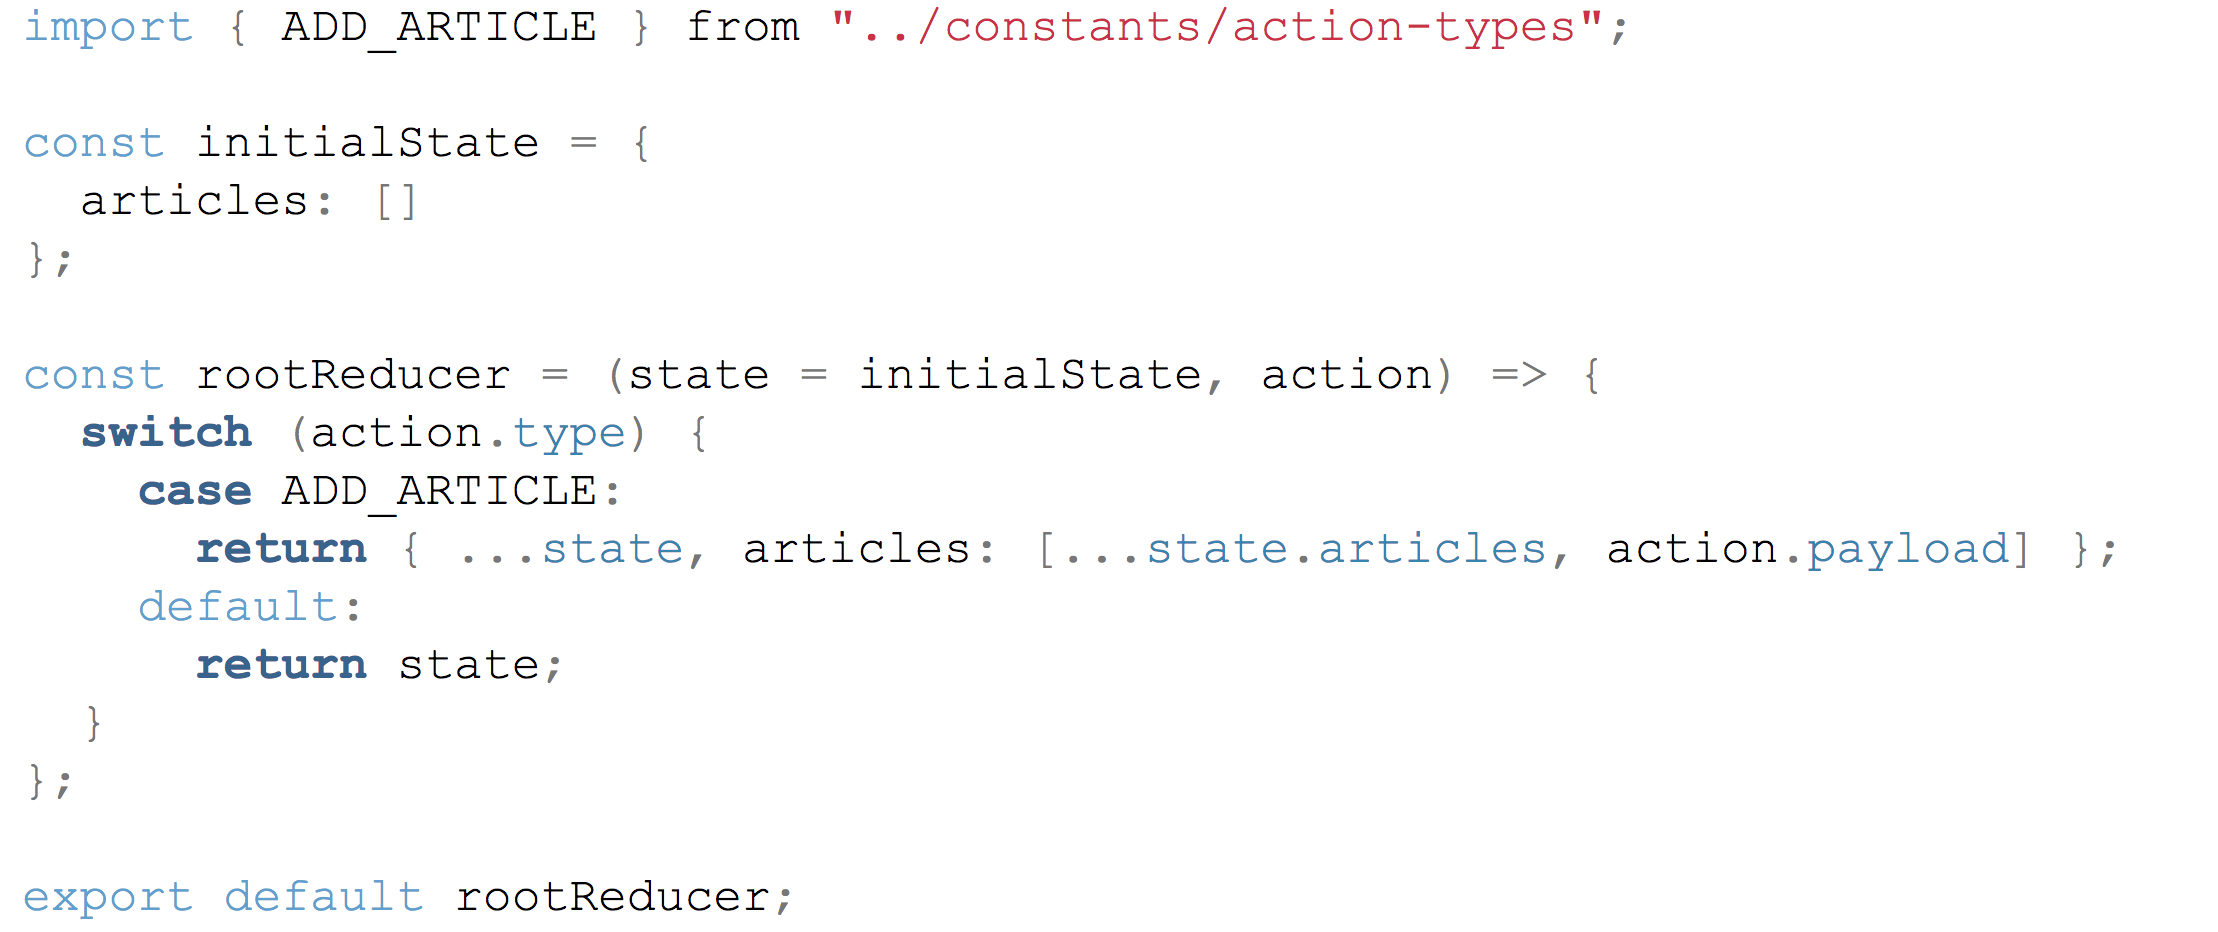 import { ADD_ARTICLE } from "../constants/action-types";

const initialState = {
  articles: []
};

const rootReducer = (state = initialState, action) => {
  switch (action.type) {
    case ADD_ARTICLE:
      return { ...state, articles: [...state.articles, action.payload] };
    default:
      return state;
  }
};

export default rootReducer;